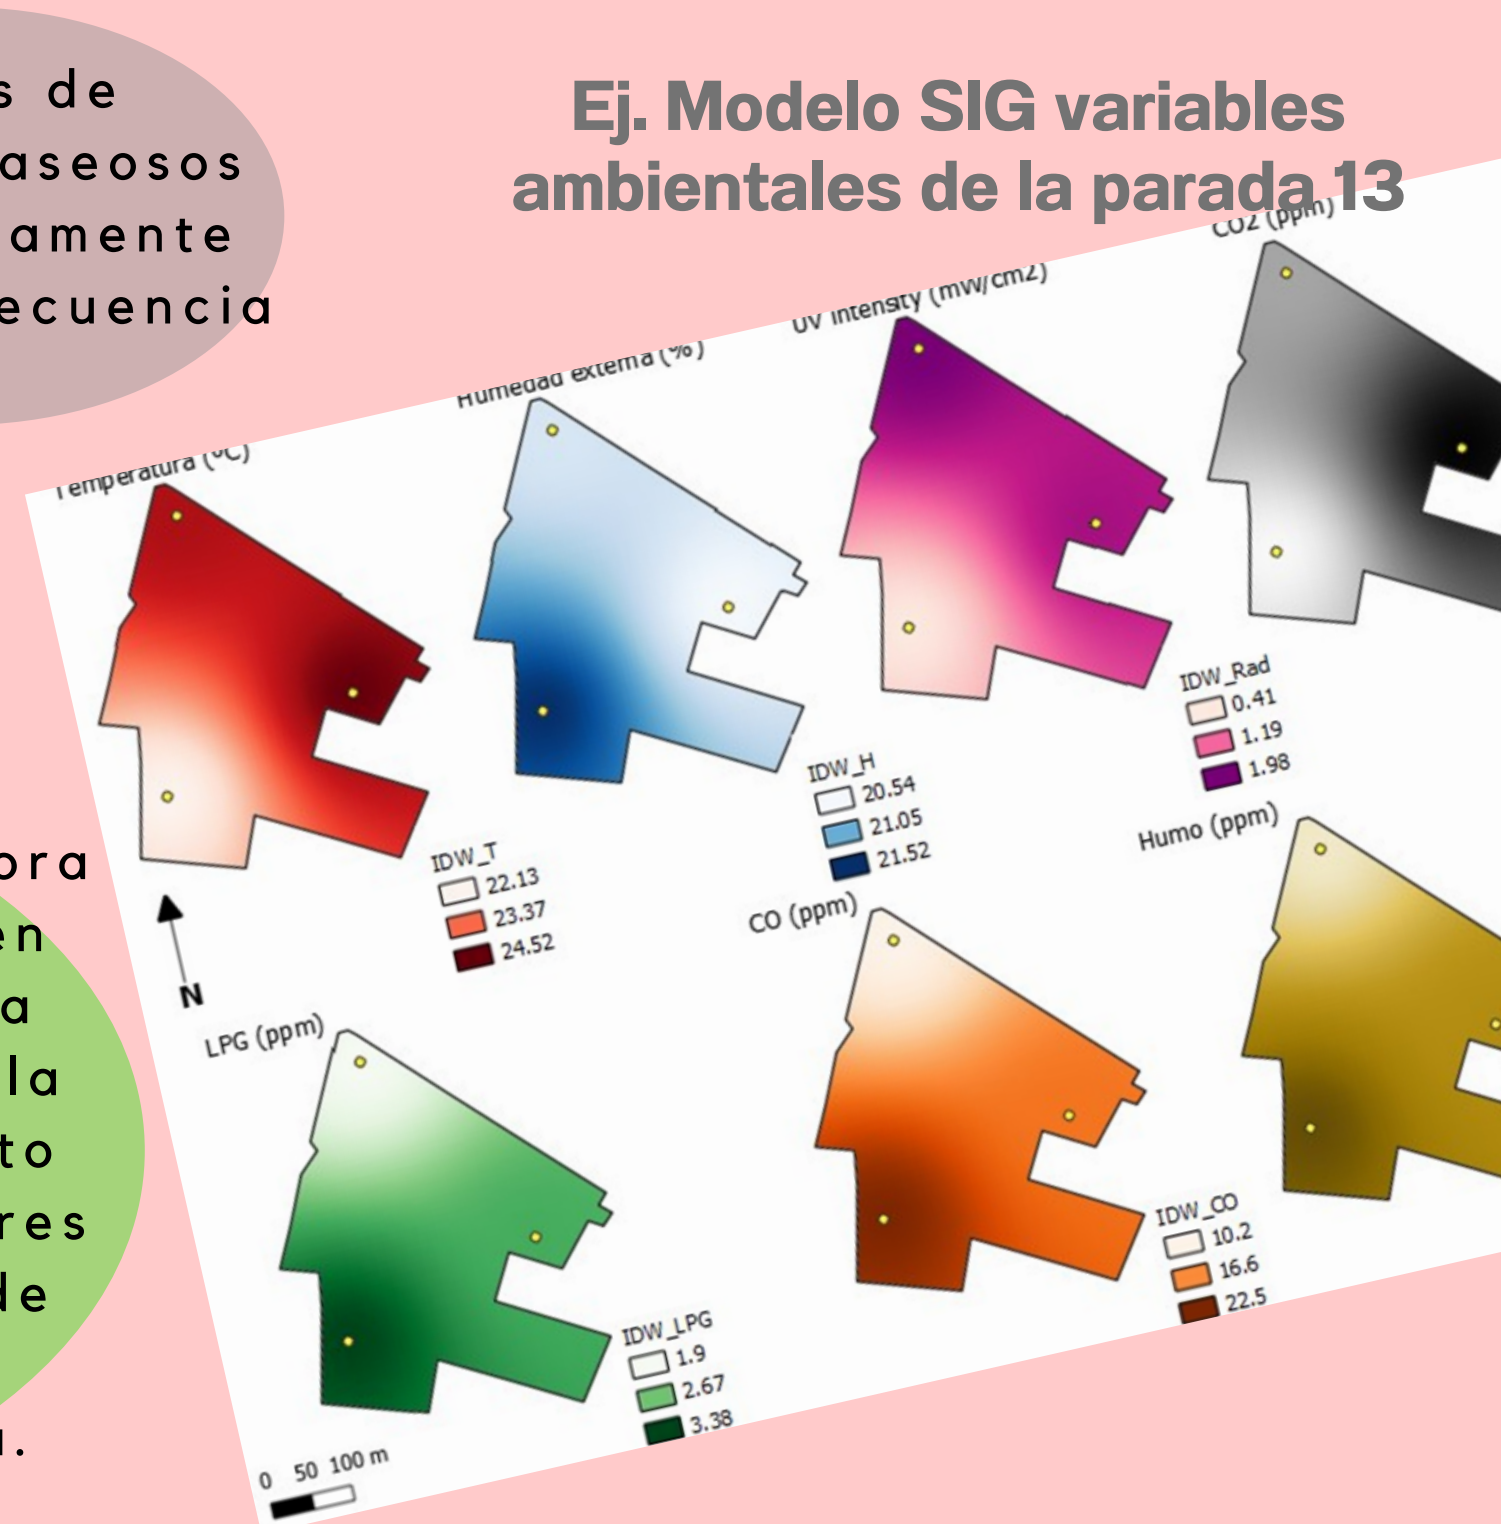 s de
aseosos
amente
ecuencia
Ej. Modelo SIG variables
ambientales de la parada 13
Temperatura (ºC)
Humedad externa (%)
UV Intensity (mW/cm2)
CO2 (ppm)
IDW_T
22.13
23.37
24.52
IDW_H
20.54
21.05
21.52
IDW_Rad
0.41
1.19
1.98
N
LPG (ppm)
CO (ppm)
Humo (ppm)
IDW_LPG
1.9
2.67
3.38
IDW_CO
10.2
16.6
22.5
0 50 100 m
ora
en
a
la
to
res
de
.